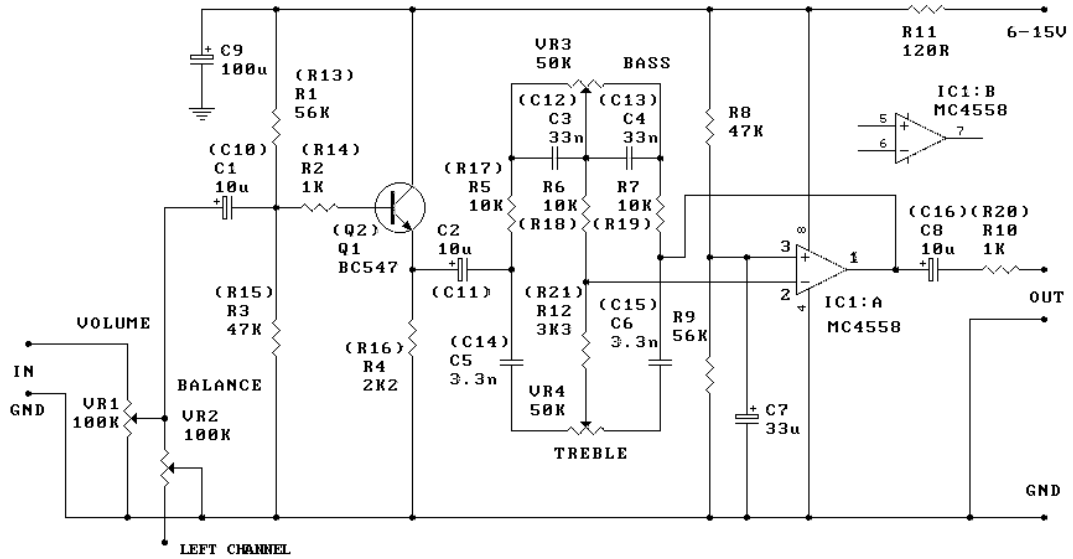 C9
100u
(R13)
R1
56K
(C10)
C1
10u
(R14)
R2
1K
(Q2)
Q1
BC547
C2
10u
(C11)
VR3
50K
BASS
(C12)
C3
33n
(C13)
C4
33n
(R17)
R5
10K
R6
10K
(R18)
R7
10K
(R19)
R8
47K
R11
120R
6-15V
IC1:B
MC4558
5
6
7
+
-
8
3
2
1
4
+
-
IC1:A
MC4558
(C16)
C8
10u
(R20)
R10
1K
OUT
GND
(R15)
R3
47K
(R16)
R4
2K2
(C14)
C5
3.3n
(R21)
R12
3K3
(C15)
C6
3.3n
R9
56K
VR4
50K
TREBLE
C7
33u
VOLUME
IN
GND
VR1
100K
BALANCE
VR2
100K
LEFT CHANNEL